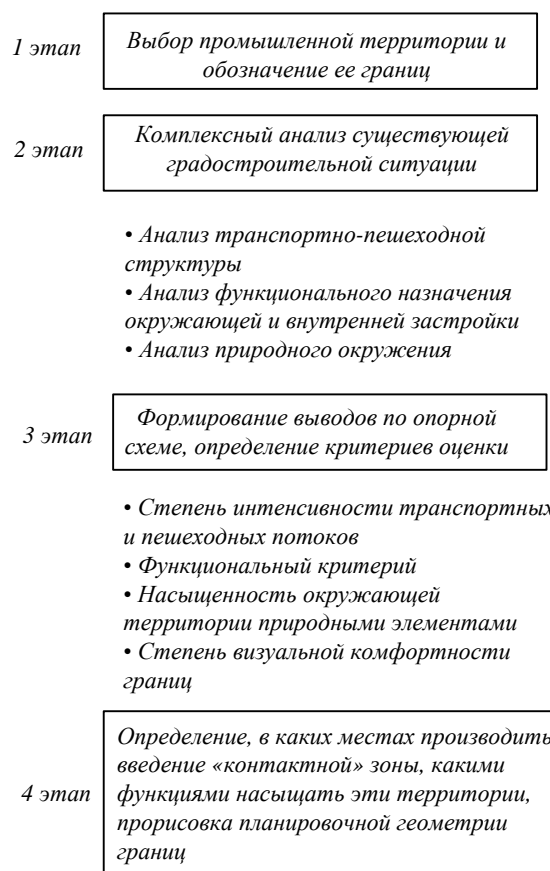 1 этап
Выбор промышленной территории и
обозначение ее границ
2 этап
Комплексный анализ существующей
градостроительной ситуации
• Анализ транспортно-пешеходной
структуры
• Анализ функционального назначения
окружающей и внутренней застройки
• Анализ природного окружения
3 этап
Формирование выводов по опорной
схеме, определение критериев оценки
• Степень интенсивности транспортных
и пешеходных потоков
• Функциональный критерий
• Насыщенность окружающей
территории природными элементами
• Степень визуальной комфортности
границ
4 этап
Определение, в каких местах производить
введение «контактной» зоны, какими
функциями насыщать эти территории,
прорисовка планировочной геометрии
границ